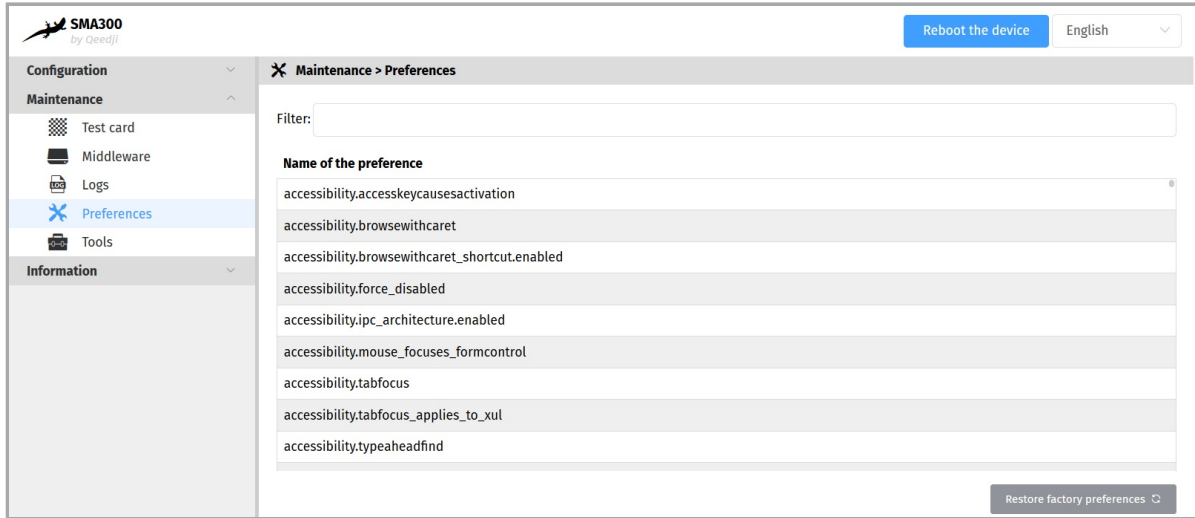 SMA300
by Qeedji
Reboot the device
English
Configuration
Maintenance
Test card
Middleware
LOG
Logs
Preferences
Tools
Information
Maintenance > Preferences
Filter:
Name of the preference
accessibility.accesskeycausesactivation
accessibility.browsewithcaret
accessibility.browsewithcaret_shortcut.enabled
accessibility.force_disabled
accessibility.ipc_architecture.enabled
accessibility.mouse_focuses_formcontrol
accessibility.tabfocus
accessibility.tabfocus_applies_to_xul
accessibility.typeaheadfind
Restore factory preferences